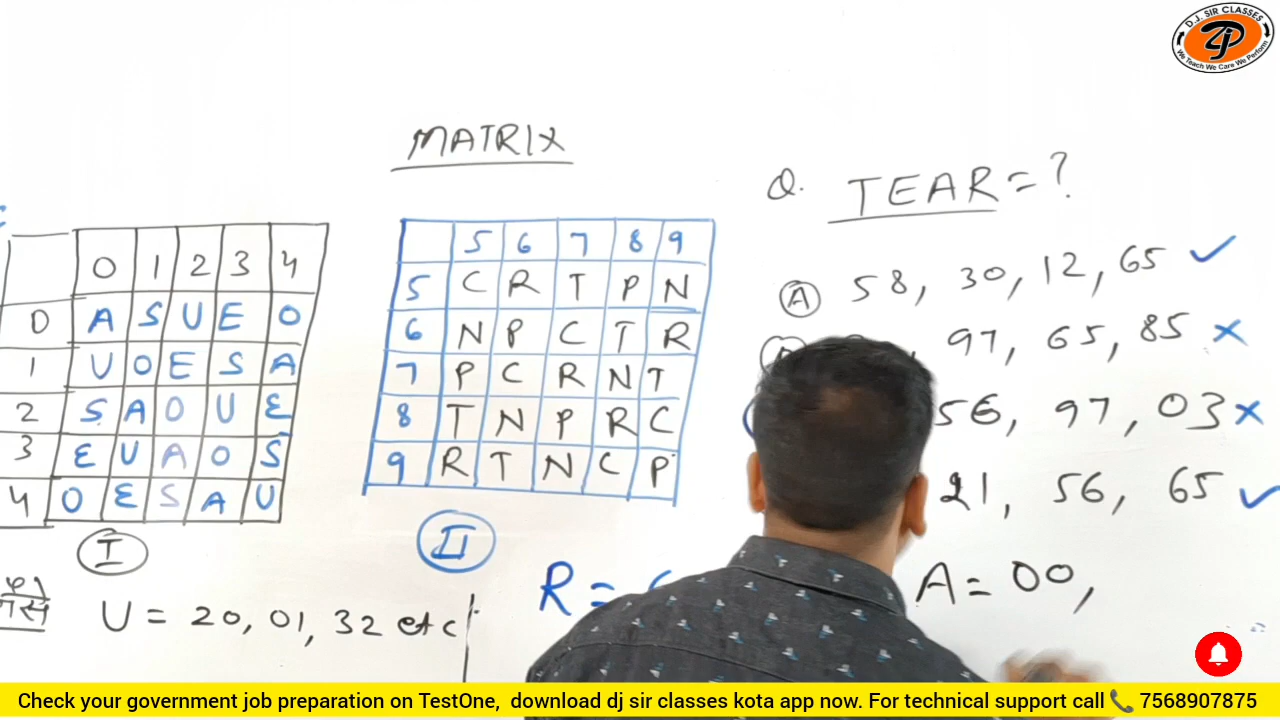 D.J. SIR CLASSES
We Teach We Care We Perform
MATRIX
Q. TEAR = ?
0 1 2 3 4
0 A S U E O
1 U O E S A
2 S A O U E
3 E U A O S
4 O E S A U
I
5 6 7 8 9
5 C R T P N
6 N P C T R
7 P C R N T
8 T N P R C
9 R T N C P
II
A 58, 30, 12, 65 ✓
97, 65, 85 ×
56, 97, 03 ×
21, 56, 65 ✓
U = 20, 01, 32 etc
R =
A = 00,
Check your government job preparation on TestOne, download dj sir classes kota app now. For technical support call 📞 7568907875